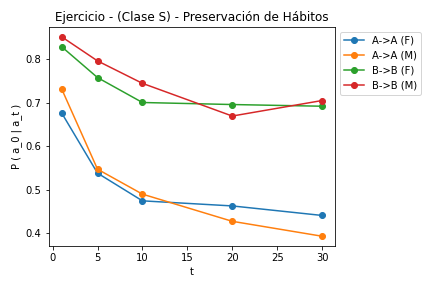 Ejercicio - (Clase S) - Preservación de Hábitos
A->A (F)
A->A (M)
B->B (F)
B->B (M)
P ( a_0 | a_t )
0.8
0.7
0.6
0.5
0.4
0 5 10 15 20 25 30
t